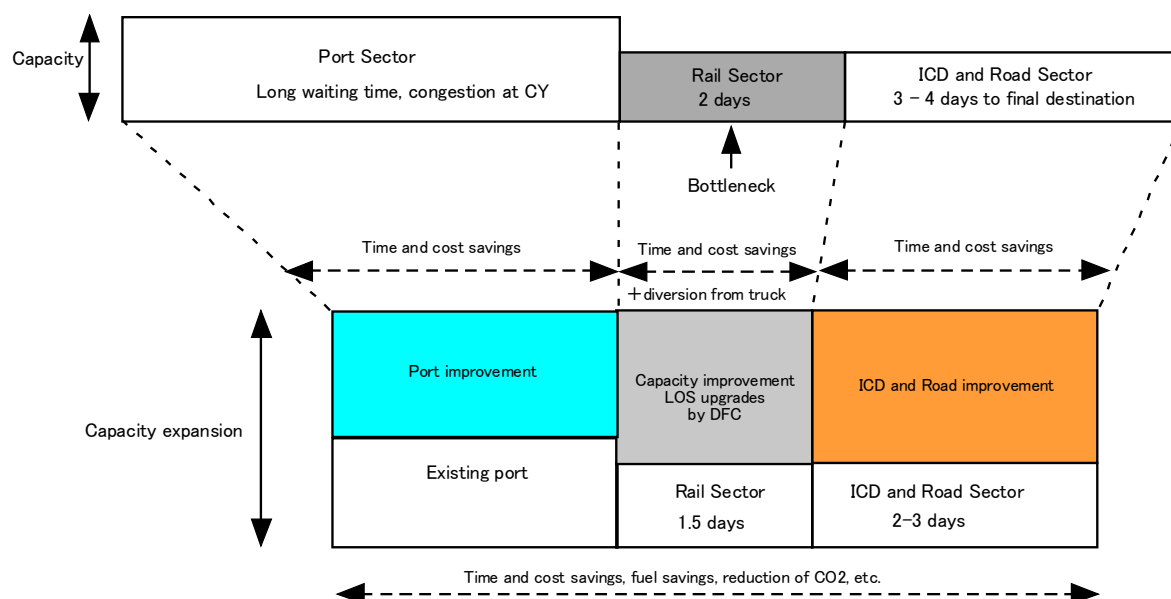 Capacity
Port Sector
Long waiting time, congestion at CY
Rail Sector
2 days
ICD and Road Sector
3 – 4 days to final destination
Bottleneck
Time and cost savings
Time and cost savings
Time and cost savings
+diversion from truck
Capacity expansion
Port improvement
Capacity improvement
LOS upgrades
by DFC
ICD and Road improvement
Existing port
Rail Sector
1.5 days
ICD and Road Sector
2-3 days
Time and cost savings, fuel savings, reduction of CO2, etc.